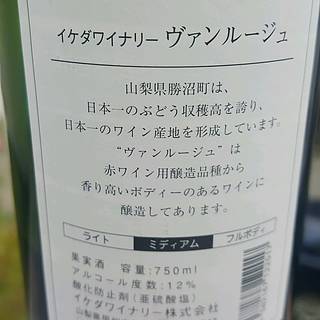 イケダワイナリー ヴァンルージュ
山梨県勝沼町は、
日本一のぶどう収穫高を誇り、
日本一のワイン産地を形成しています。
“ヴァンルージュ”は
赤ワイン用醸造品種から
香り高いボディーのあるワインに
醸造してあります。
ライト ミディアム フルボディ
果実酒 容量:750ml
アルコール度数:12%
酸化防止剤(亜硫酸塩)
イケダワイナリー株式会社